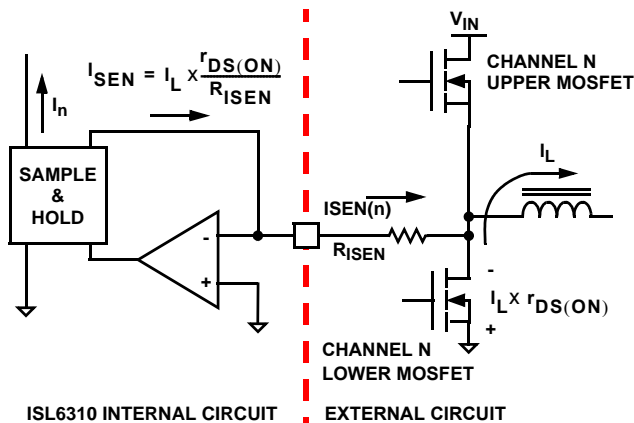 V_IN
CHANNEL N
UPPER MOSFET
I_SEN = I_L x r_DS(ON) / R_ISEN
I_n
SAMPLE
&
HOLD
-
+
ISEN(n)
R_ISEN
I_L
-
I_L x r_DS(ON)
+
CHANNEL N
LOWER MOSFET
ISL6310 INTERNAL CIRCUIT
EXTERNAL CIRCUIT